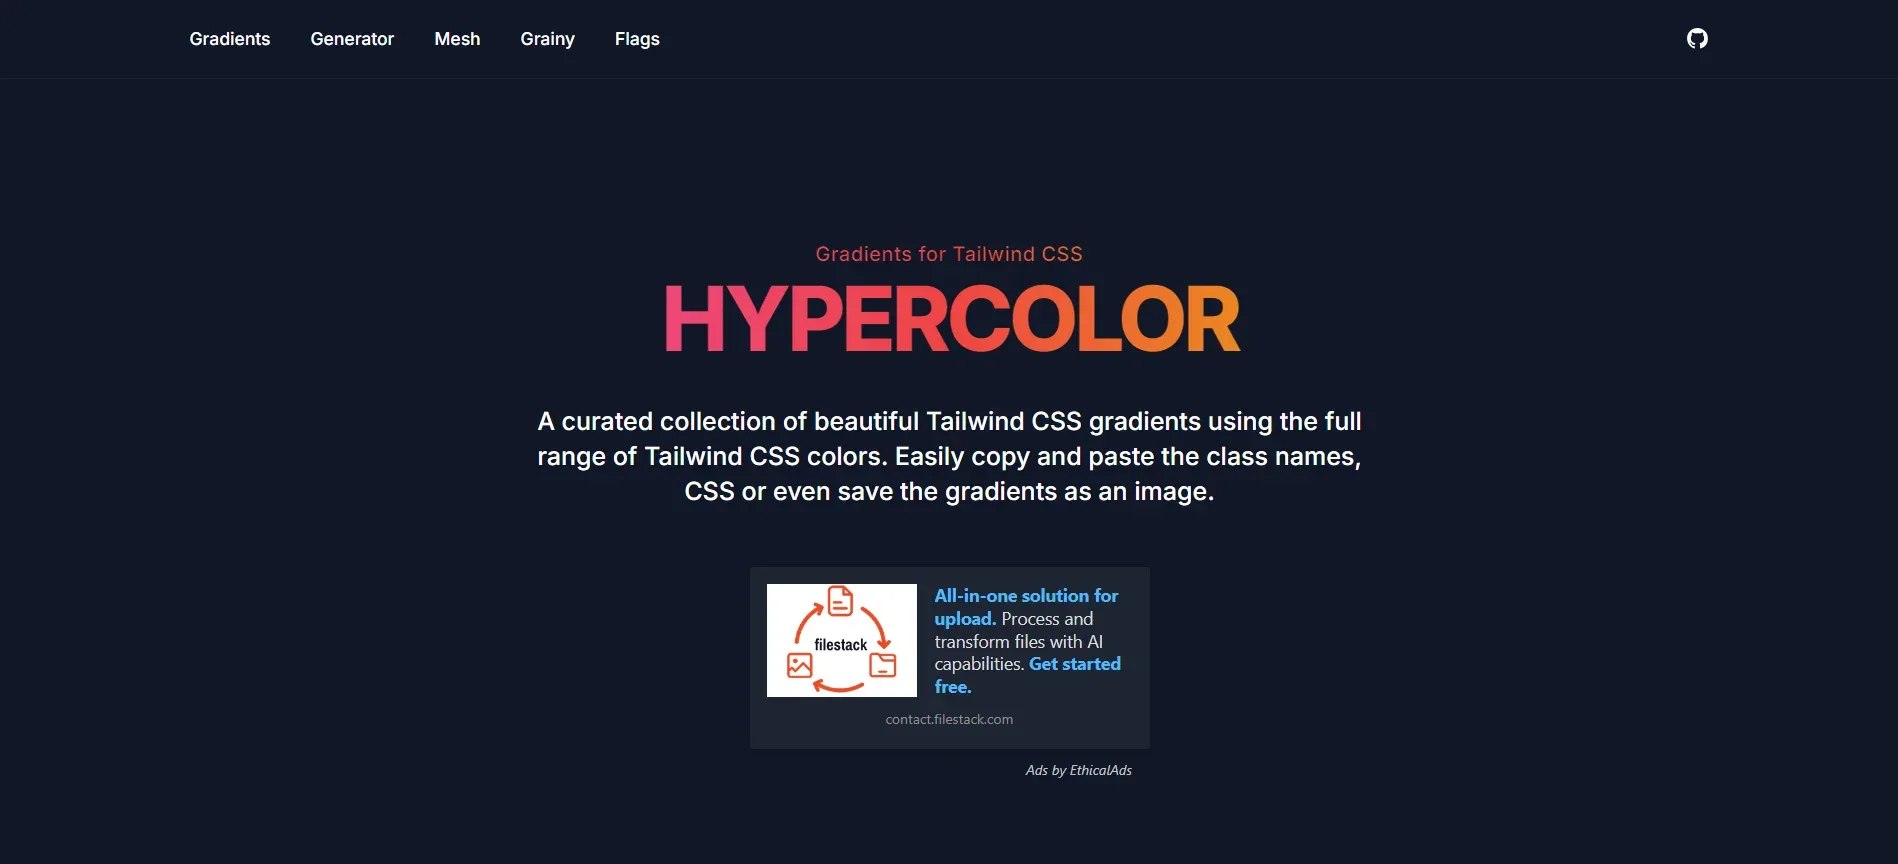 Gradients Generator Mesh Grainy Flags
Gradients for Tailwind CSS
HYPERCOLOR
A curated collection of beautiful Tailwind CSS gradients using the full
range of Tailwind CSS colors. Easily copy and paste the class names,
CSS or even save the gradients as an image.
filestack
All-in-one solution for
upload. Process and
transform files with AI
capabilities. Get started
free.
contact.filestack.com
Ads by EthicalAds